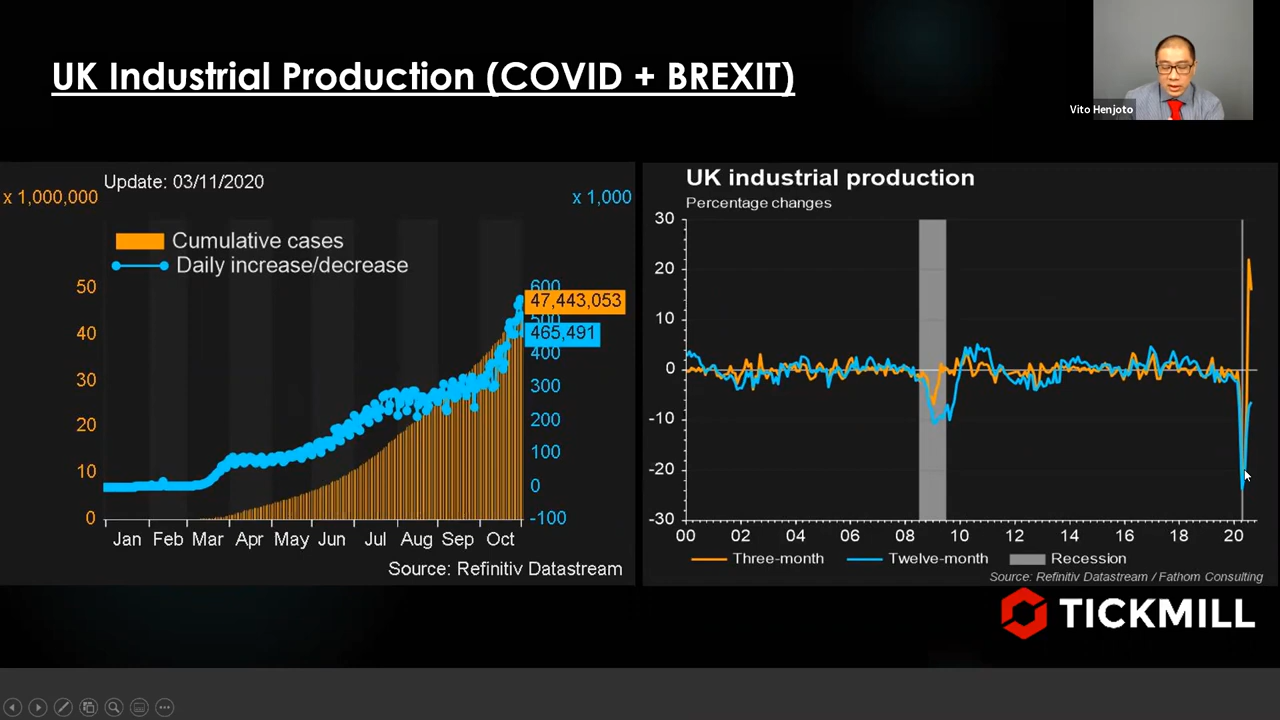 UK Industrial Production (COVID + BREXIT)
Vito Henjoto
Update: 03/11/2020
x 1,000,000
x 1,000
Cumulative cases
Daily increase/decrease
50
40
30
20
10
0
600
500
400
300
200
100
0
-100
47,443,053
465,491
Jan Feb Mar Apr May Jun Jul Aug Sep Oct
Source: Refinitiv Datastream
UK industrial production
Percentage changes
30
20
10
0
-10
-20
-30
00 02 04 06 08 10 12 14 16 18 20
Three-month Twelve-month Recession
Source: Refinitiv Datastream / Fathom Consulting
TICKMILL